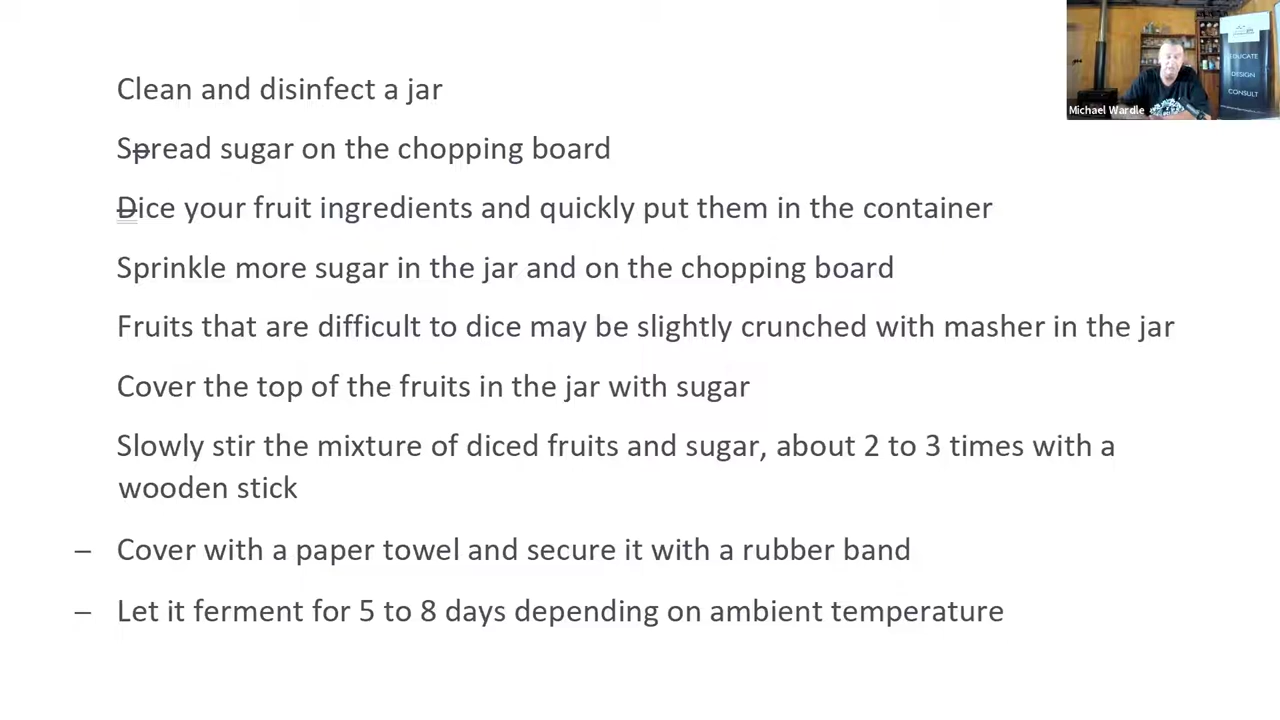 Clean and disinfect a jar
Spread sugar on the chopping board
Dice your fruit ingredients and quickly put them in the container
Sprinkle more sugar in the jar and on the chopping board
Fruits that are difficult to dice may be slightly crunched with masher in the jar
Cover the top of the fruits in the jar with sugar
Slowly stir the mixture of diced fruits and sugar, about 2 to 3 times with a
wooden stick
– Cover with a paper towel and secure it with a rubber band
– Let it ferment for 5 to 8 days depending on ambient temperature
EDUCATE
DESIGN
CONSULT
Michael Wardle